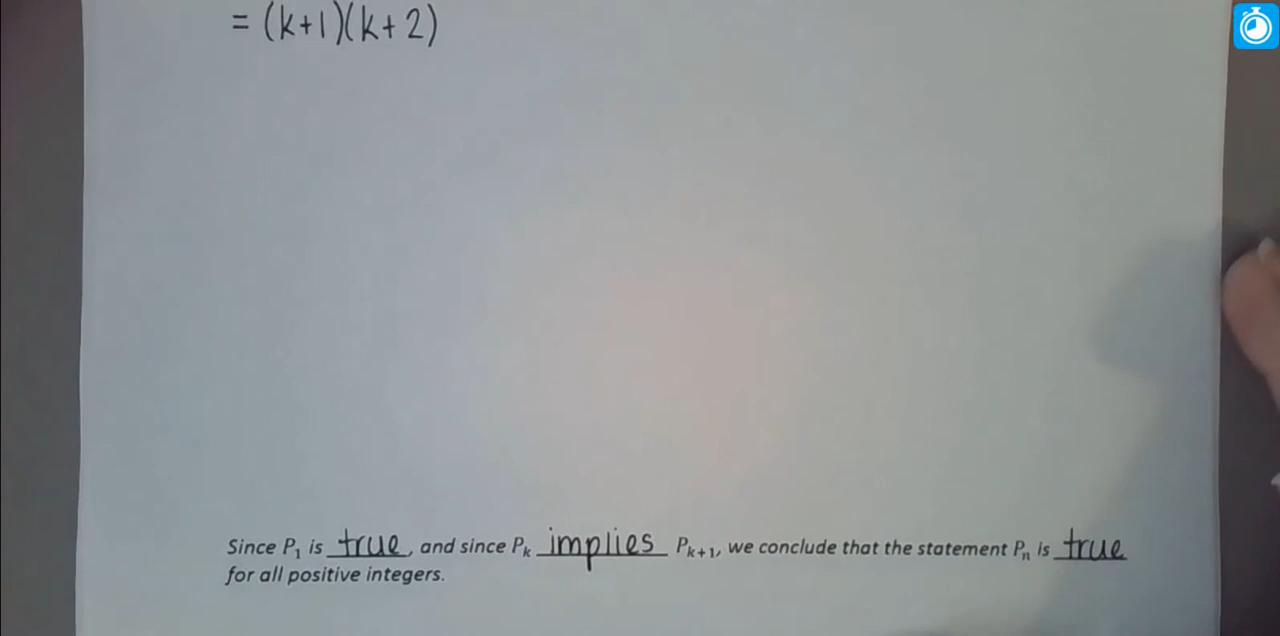 = (k+1)(k+2)
Since P₁ is true, and since Pₖ implies Pₖ₊₁, we conclude that the statement Pₙ is true
for all positive integers.